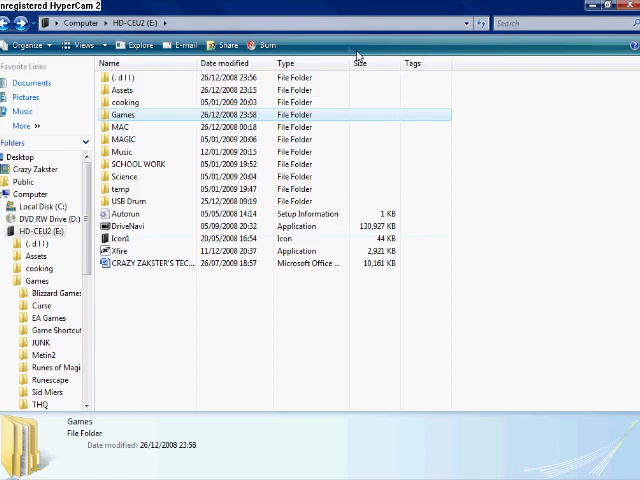 nregistered HyperCam 2
Computer HD-CEU2 (E:) Search
Organize Views Explore E-mail Share Burn
Favorite Links
Documents
Pictures
Music
More »
Folders
Desktop
Crazy Zakster
Public
Computer
Local Disk (C:)
DVD RW Drive (D:)
HD-CEU2 (E:)
(. d l l )
Assets
cooking
Games
Blizzard Games
Curse
EA Games
Game Shortcut
JUNK
Metin2
Runes of Magi
Runescape
Sid Miers
THQ
Name Date modified Type Size Tags
(. d l l ) 26/12/2008 23:56 File Folder
Assets 26/12/2008 23:15 File Folder
cooking 05/01/2009 20:03 File Folder
Games 26/12/2008 23:58 File Folder
MAC 26/12/2008 00:18 File Folder
MAGIC 05/01/2009 20:06 File Folder
Music 12/01/2009 20:15 File Folder
SCHOOL WORK 05/01/2009 19:52 File Folder
Science 05/01/2009 20:04 File Folder
temp 05/01/2009 19:47 File Folder
USB Drum 25/12/2008 09:19 File Folder
Autorun 05/05/2008 14:14 Setup Information 1 KB
DriveNavi 05/09/2008 20:32 Application 130,927 KB
Icon1 20/05/2008 16:54 Icon 44 KB
Xfire 11/12/2008 20:37 Application 2,921 KB
CRAZY ZAKSTER'S TEC... 26/07/2009 18:57 Microsoft Office ... 10,161 KB
Games
File Folder
Date modified: 26/12/2008 23:58